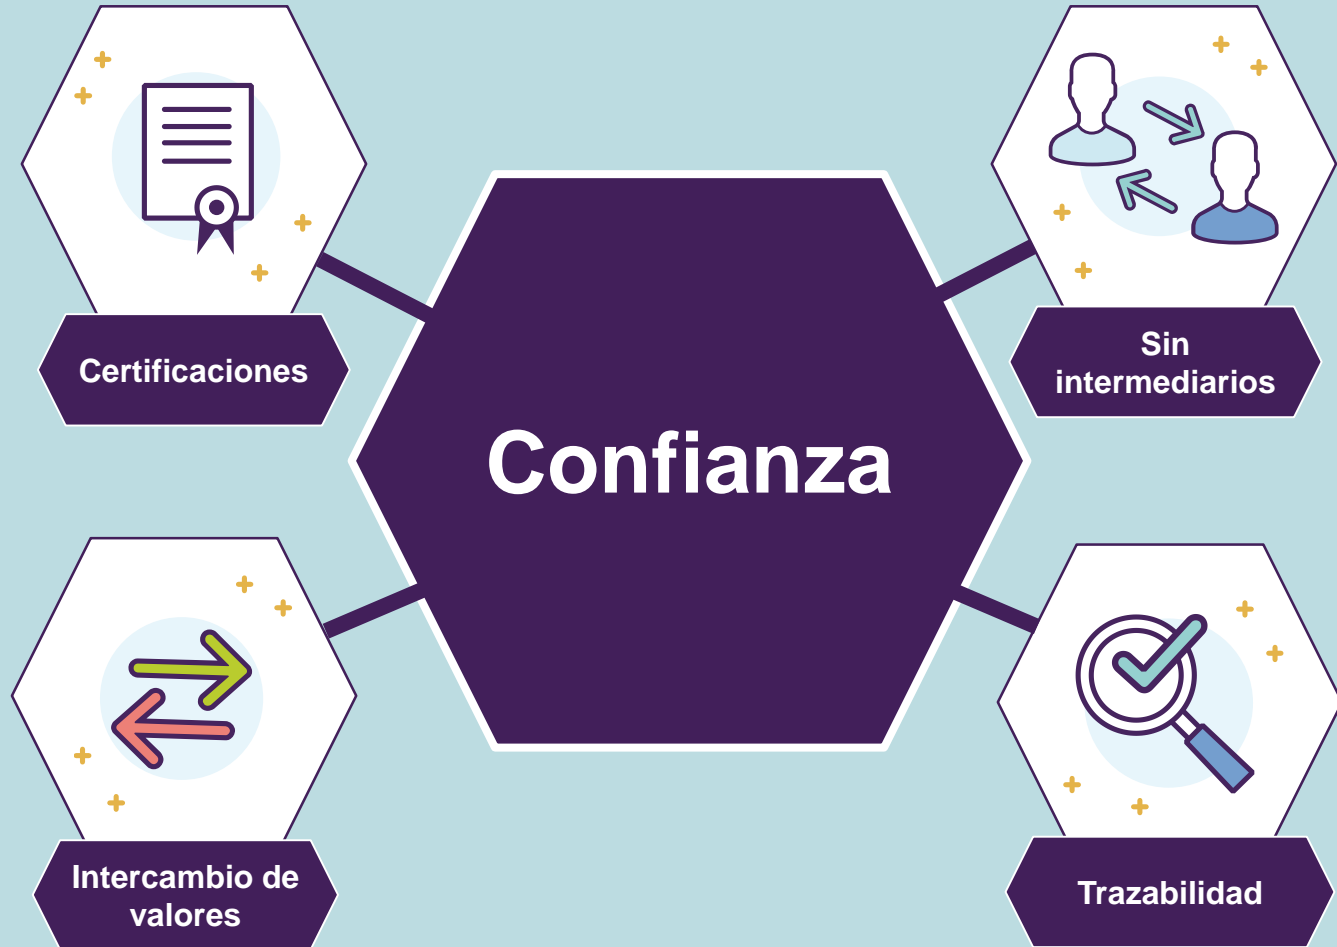 Certificaciones
Sin
intermediarios
Confianza
Intercambio de
valores
Trazabilidad